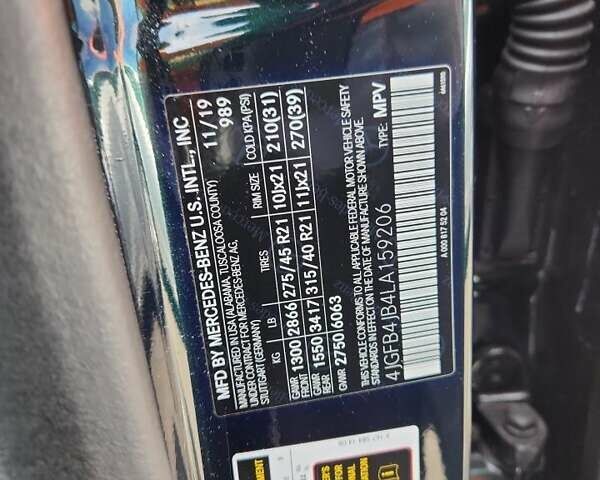 MFD BY MERCEDES-BENZ U.S. INTL., INC
MANUFACTURED IN USA (ALABAMA, TUSCALOOSA COUNTY) 11/19
UNDER CONTRACT FOR MERCEDES-BENZ AG, 989
STUTTGART (GERMANY)
KG LB TIRES RIM SIZE COLD KPA (PSI)
GAWR FRONT 1300 2866 275/45 R21 10Jx21 210(31)
GAWR REAR 1550 3417 315/40 R21 11Jx21 270(39)
GVWR 2750/6063
THIS VEHICLE CONFORMS TO ALL APPLICABLE FEDERAL MOTOR VEHICLE SAFETY
STANDARDS IN EFFECT ON THE DATE OF MANUFACTURE SHOWN ABOVE.
4JGFB4JB4LA159206 TYPE: MPV
A 000 817 52 04